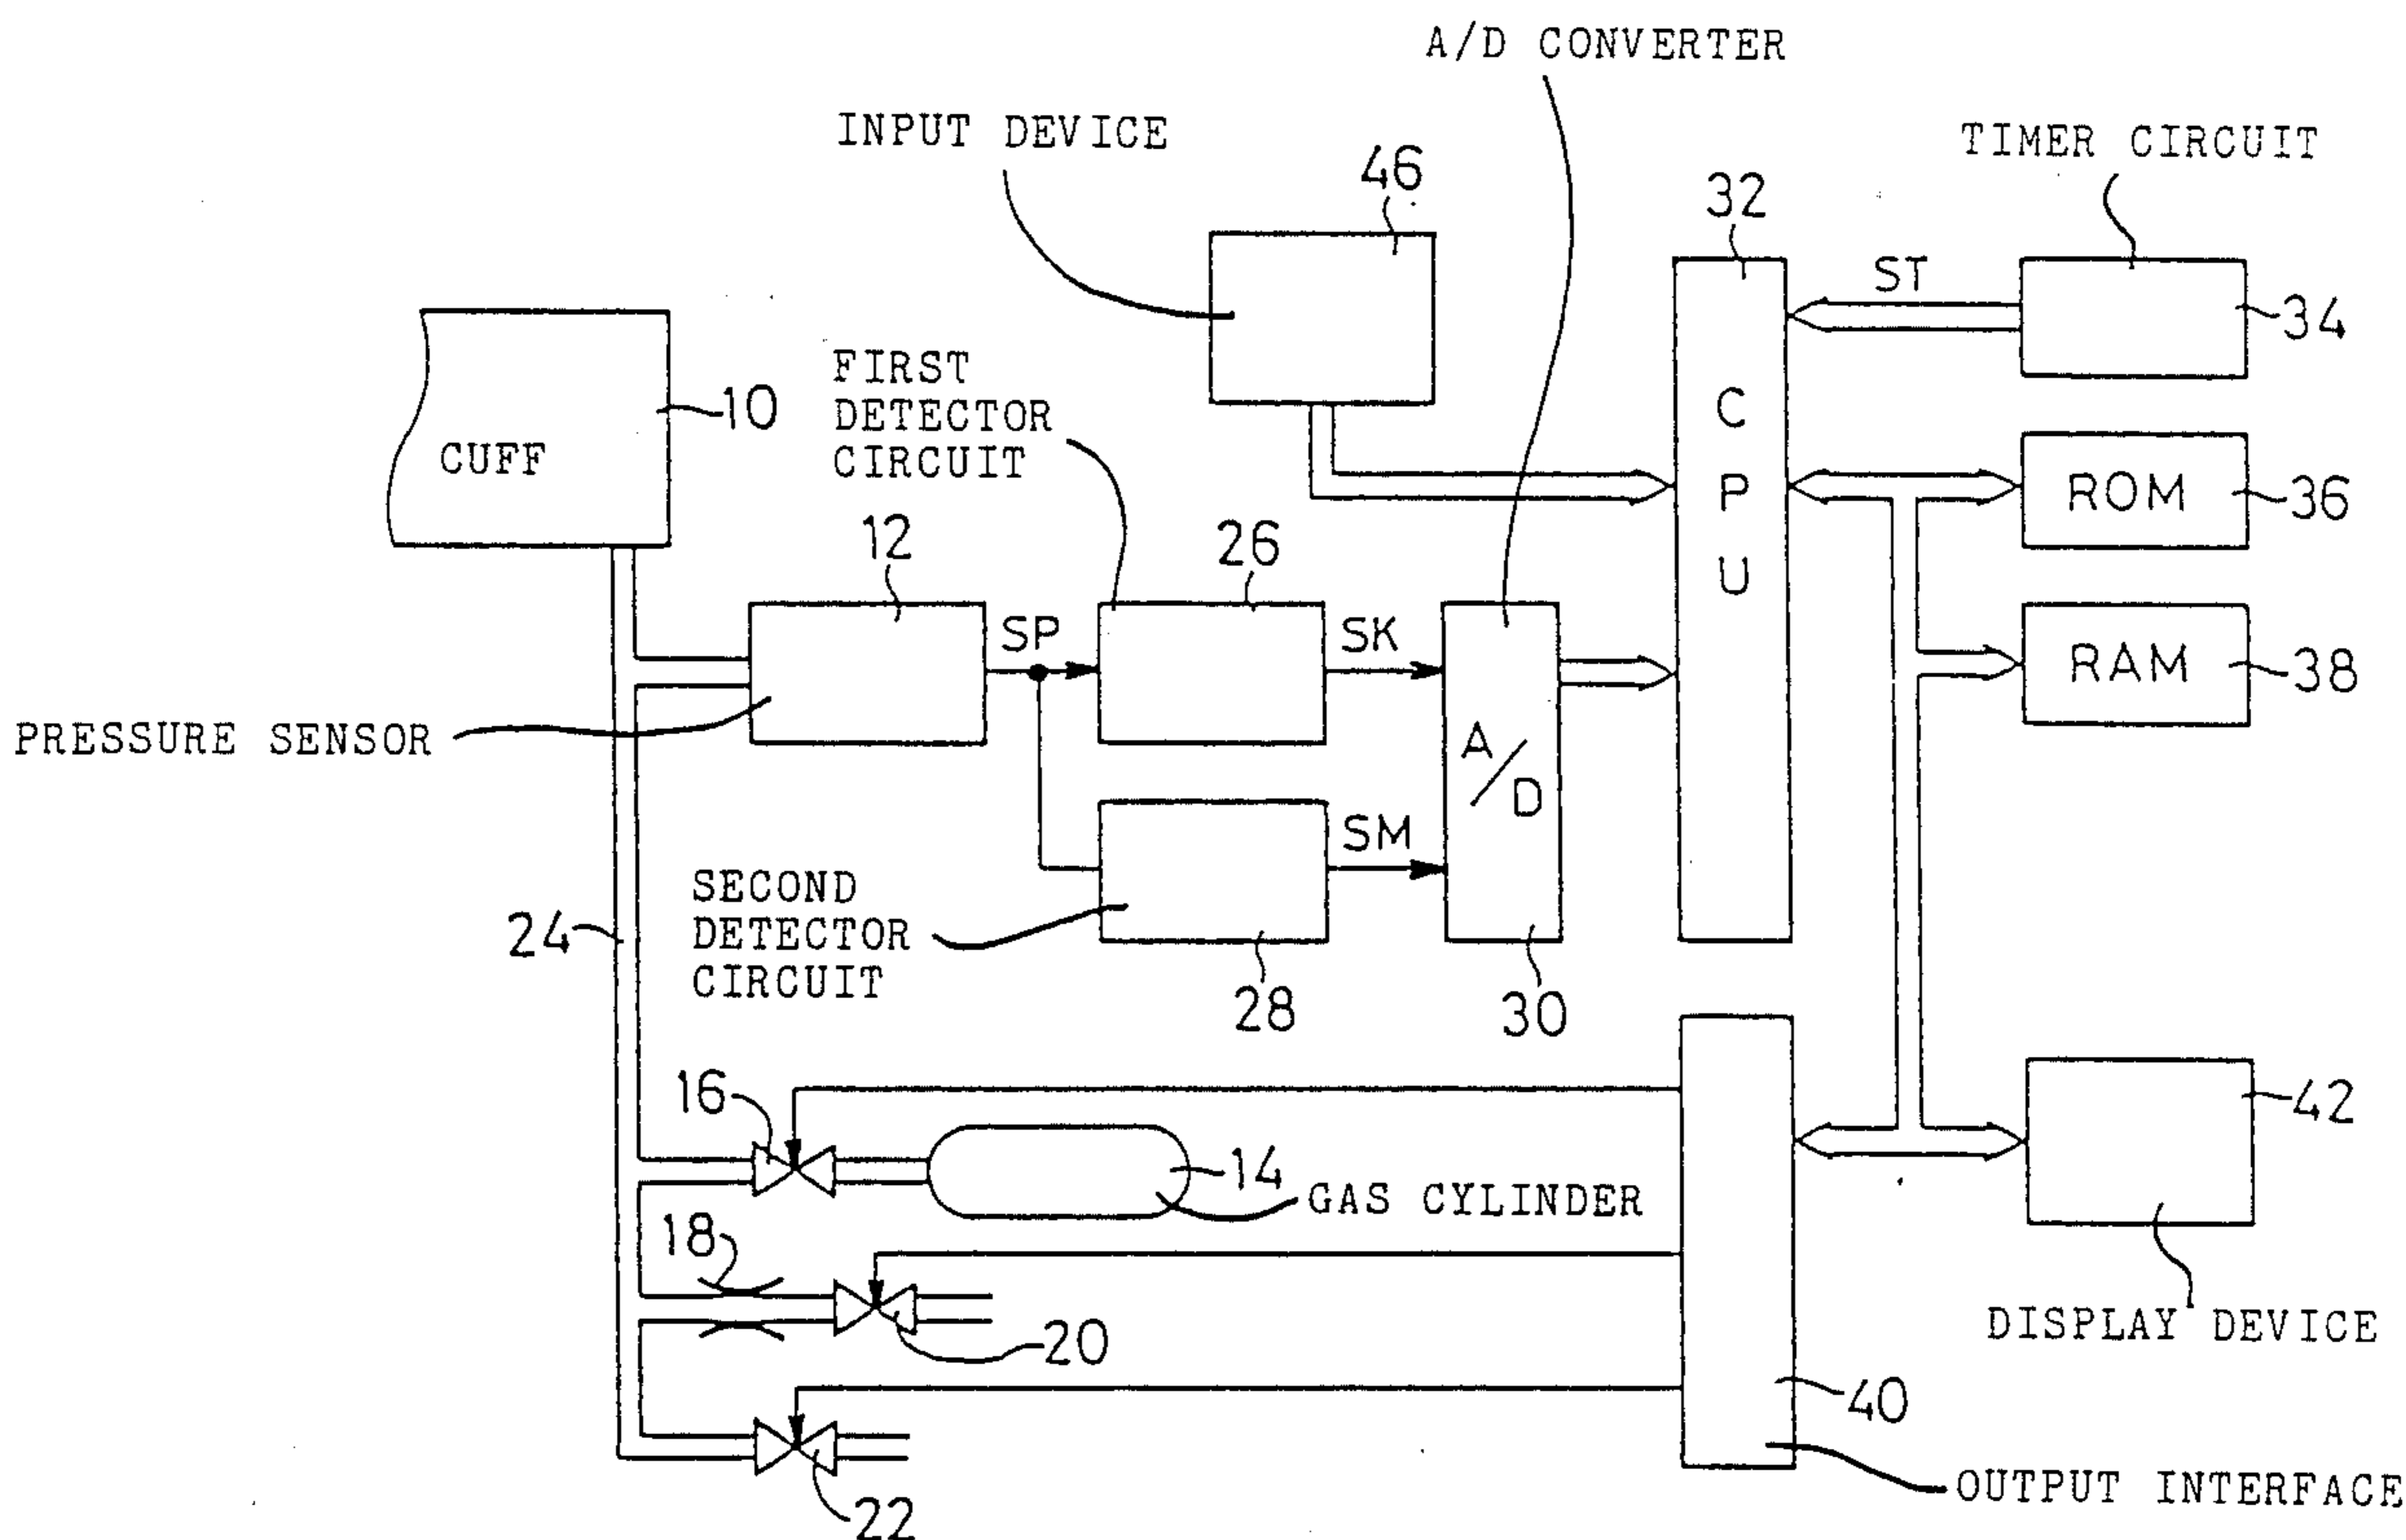 A/D CONVERTER
INPUT DEVICE
TIMER CIRCUIT
46
32
ST
34
FIRST
DETECTOR
CIRCUIT
10
CUFF
C
P
U
ROM
36
12
26
SP
SK
RAM
38
PRESSURE SENSOR
A/D
SM
SECOND
DETECTOR
CIRCUIT
24
28
30
16
42
14
GAS CYLINDER
18
20
DISPLAY DEVICE
40
22
OUTPUT INTERFACE